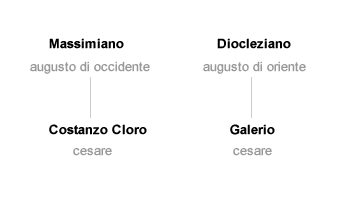 Massimiano
augusto di occidente
Diocleziano
augusto di oriente
Costanzo Cloro
cesare
Galerio
cesare